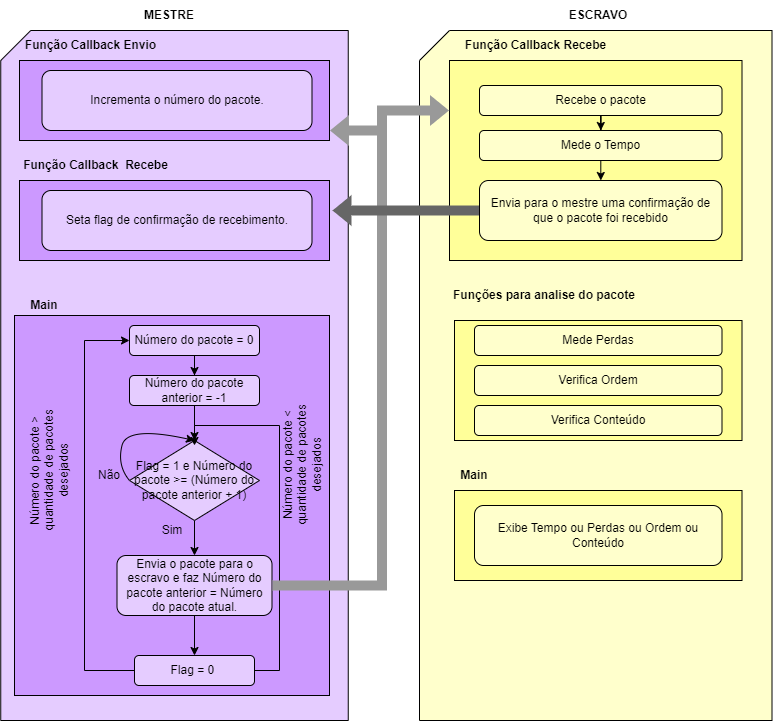 MESTRE
Função Callback Envio
Incrementa o número do pacote.
Função Callback  Recebe
Seta flag de confirmação de recebimento.
Main
Número do pacote = 0
Número do pacote
anterior = -1
Número do pacote >
quantidade de pacotes
desejados
Número do pacote <
quantidade de pacotes
desejados
Flag = 1 e Número do
pacote >= (Número do
pacote anterior + 1)
Não
Sim
Envia o pacote para o
escravo e faz Número do
pacote anterior = Número
do pacote atual.
Flag = 0
ESCRAVO
Função Callback Recebe
Recebe o pacote
Mede o Tempo
Envia para o mestre uma confirmação de
que o pacote foi recebido
Funções para analise do pacote
Mede Perdas
Verifica Ordem
Verifica Conteúdo
Main
Exibe Tempo ou Perdas ou Ordem ou
Conteúdo